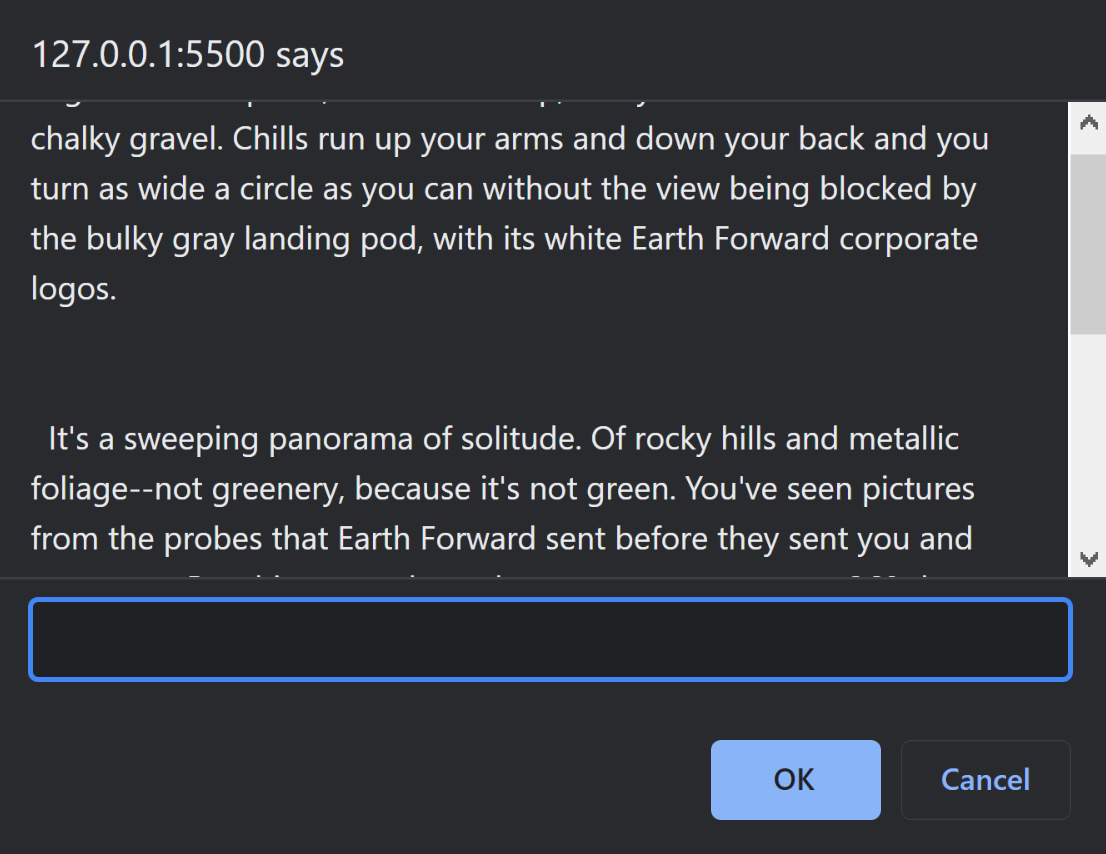 127.0.0.1:5500 says
chalky gravel. Chills run up your arms and down your back and you
turn as wide a circle as you can without the view being blocked by
the bulky gray landing pod, with its white Earth Forward corporate
logos.
It's a sweeping panorama of solitude. Of rocky hills and metallic
foliage--not greenery, because it's not green. You've seen pictures
from the probes that Earth Forward sent before they sent you and
OK
Cancel